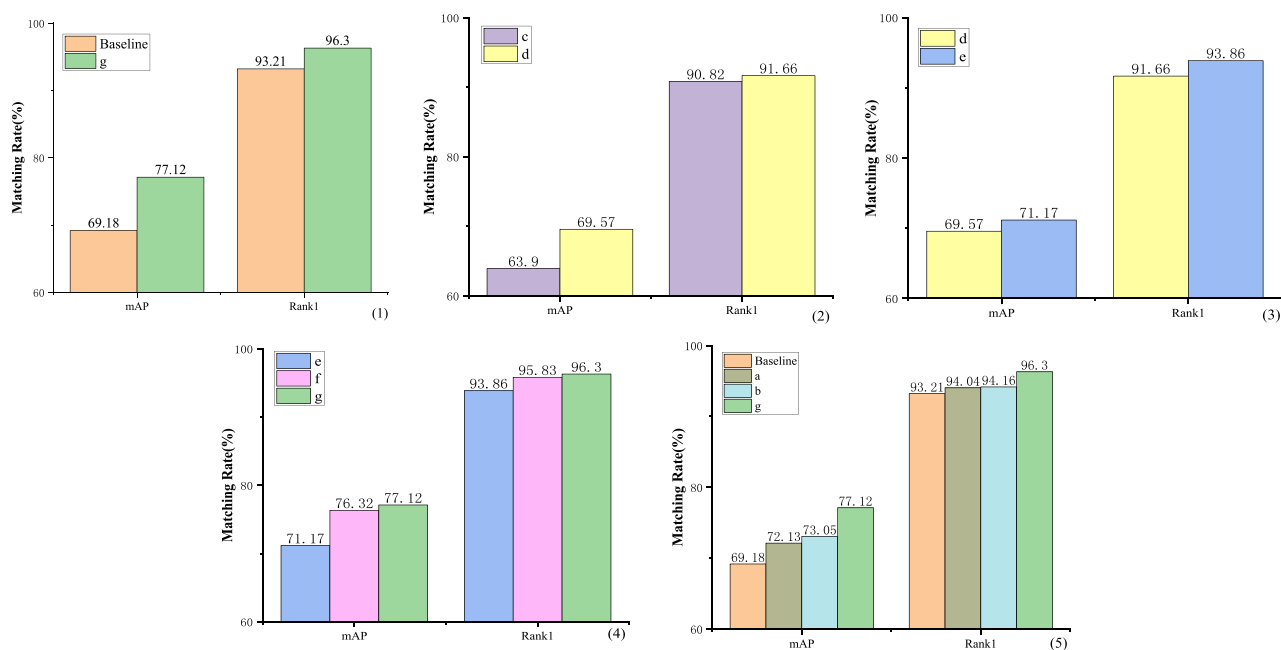 Matching Rate(%)
100
80
60
Baseline
g
69.18
77.12
93.21
96.3
mAP
Rank1
(1)
Matching Rate(%)
100
80
60
c
d
63.9
69.57
90.82
91.66
mAP
Rank1
(2)
Matching Rate(%)
100
80
60
d
e
69.57
71.17
91.66
93.86
mAP
Rank1
(3)
Matching Rate(%)
100
80
60
e
f
g
71.17
76.32
77.12
93.86
95.83
96.3
mAP
Rank1
(4)
Matching Rate(%)
100
80
60
Baseline
a
b
g
69.18
72.13
73.05
77.12
93.21
94.04
94.16
96.3
mAP
Rank1
(5)